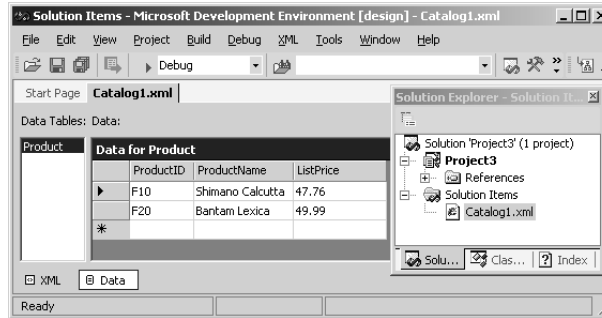 Solution Items - Microsoft Development Environment [design] - Catalog1.xml
File Edit View Project Build Debug XML Tools Window Help
Debug
Start Page Catalog1.xml
Solution Explorer - Solution It...
Data Tables: Data:
Product
Data for Product
ProductID ProductName ListPrice
F10 Shimano Calcutta 47.76
F20 Bantam Lexica 49.99
Solution 'Project3' (1 project)
Project3
References
Solution Items
Catalog1.xml
Solu... Clas... Index
XML Data
Ready